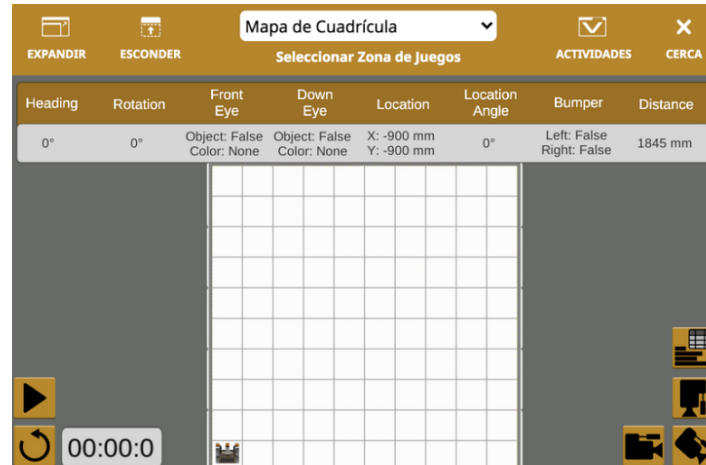 Mapa de Cuadrícula
EXPANDIR ESCONDER Seleccionar Zona de Juegos ACTIVIDADES CERCA
Heading Rotation Front Eye Down Eye Location Location Angle Bumper Distance
0° 0° Object: False Object: False X: -900 mm 0° Left: False 1845 mm
Color: None Color: None Y: -900 mm Right: False
00:00:0